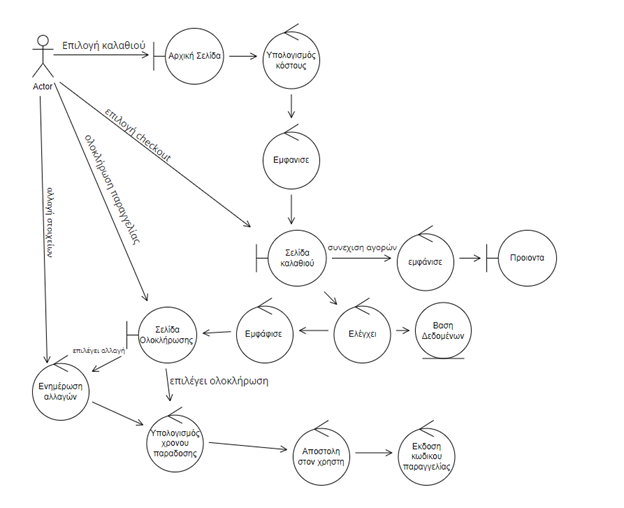 Επιλογή καλαθιού
Αρχική Σελίδα
Υπολογισμός
κόστους
Actor
επιλογή checkout
ολοκλήρωση παραγγελίας
αλλαγή στοιχείων
Εμφανισε
Σελίδα
καλαθιού
συνεχιση αγορών
εμφάνισε
Προιοντα
Σελίδα
Ολοκλήρωσης
Εμφάφισε
Ελέγχει
Βαση
Δεδομένων
επιλέγει αλλαγή
Ενημέρωση
αλλαγών
επιλέγει ολοκλήρωση
Υπολογισμός
χρονου
παραδοσης
Αποστολη
στον χρηστη
Εκδοση
κωδικου
παραγγελίας